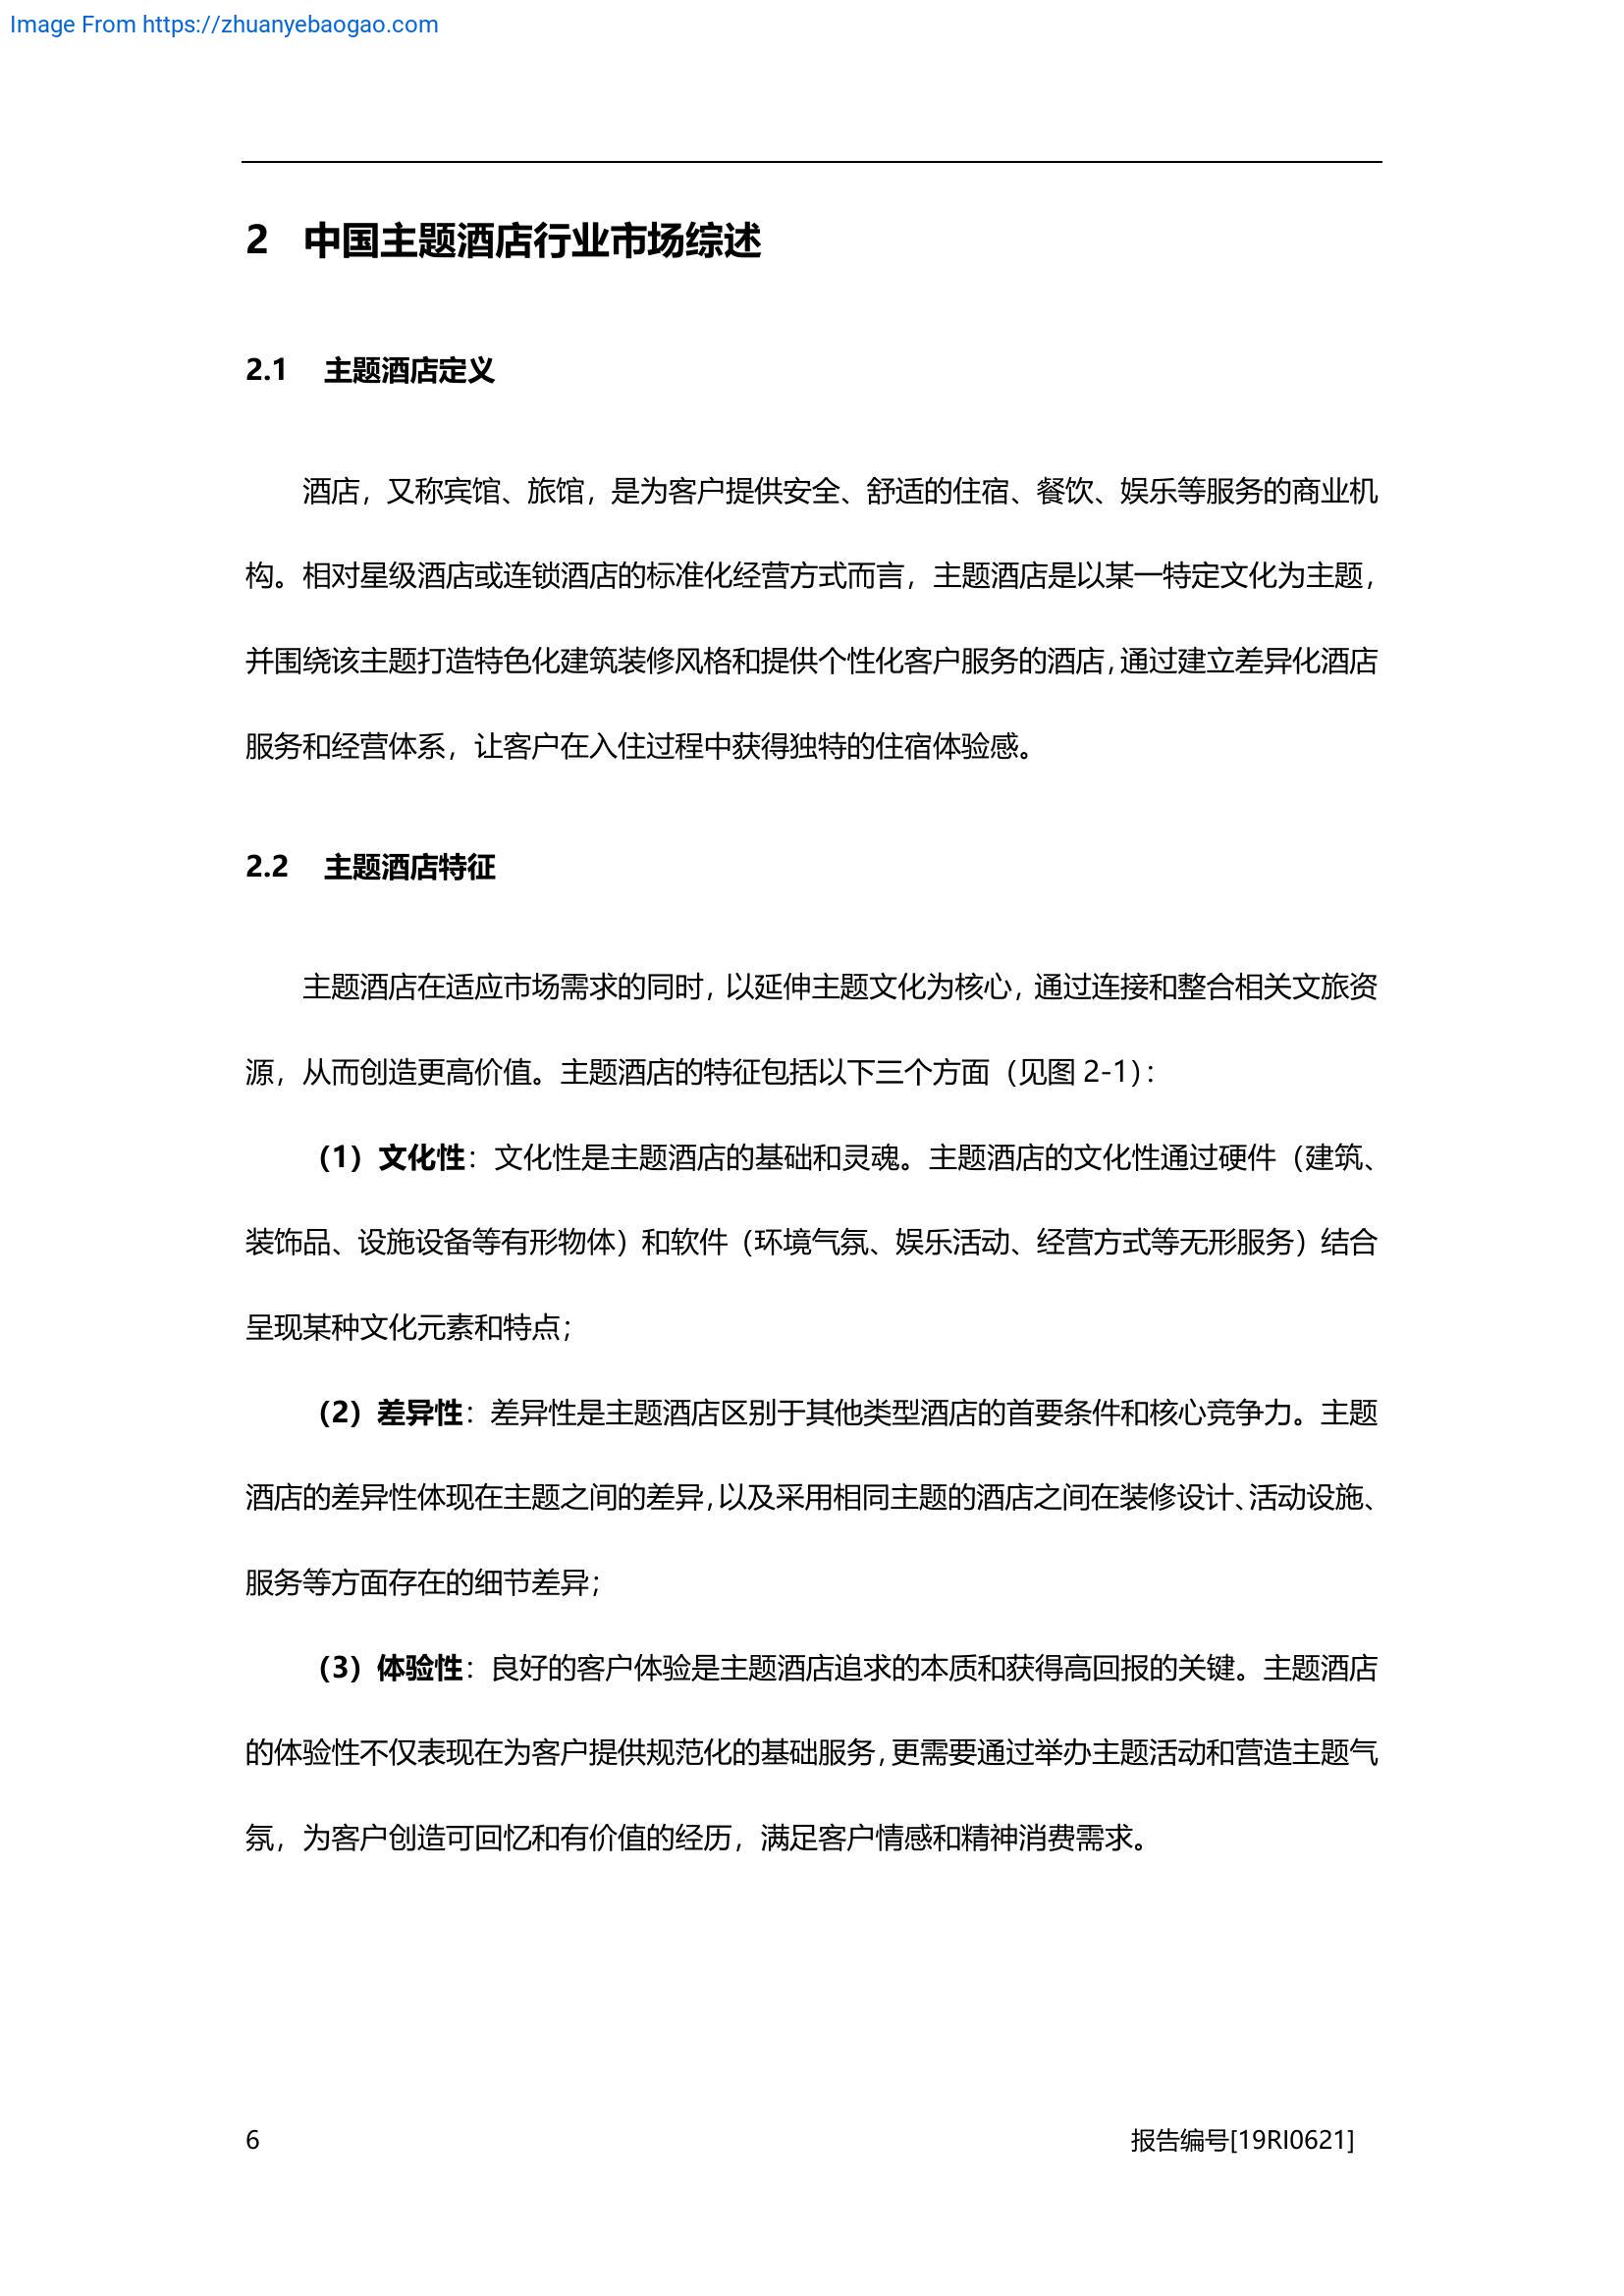 Image From https://zhuanyebaogao.com
2 中国主题酒店行业市场综述
2.1 主题酒店定义
酒店，又称宾馆、旅馆，是为客户提供安全、舒适的住宿、餐饮、娱乐等服务的商业机
构。相对星级酒店或连锁酒店的标准化经营方式而言，主题酒店是以某一特定文化为主题，
并围绕该主题打造特色化建筑装修风格和提供个性化客户服务的酒店，通过建立差异化酒店
服务和经营体系，让客户在入住过程中获得独特的住宿体验感。
2.2 主题酒店特征
主题酒店在适应市场需求的同时，以延伸主题文化为核心，通过连接和整合相关文旅资
源，从而创造更高价值。主题酒店的特征包括以下三个方面（见图 2-1）：
（1）文化性：文化性是主题酒店的基础和灵魂。主题酒店的文化性通过硬件（建筑、
装饰品、设施设备等有形物体）和软件（环境气氛、娱乐活动、经营方式等无形服务）结合
呈现某种文化元素和特点；
（2）差异性：差异性是主题酒店区别于其他类型酒店的首要条件和核心竞争力。主题
酒店的差异性体现在主题之间的差异，以及采用相同主题的酒店之间在装修设计、活动设施、
服务等方面存在的细节差异；
（3）体验性：良好的客户体验是主题酒店追求的本质和获得高回报的关键。主题酒店
的体验性不仅表现在为客户提供规范化的基础服务，更需要通过举办主题活动和营造主题气
氛，为客户创造可回忆和有价值的经历，满足客户情感和精神消费需求。
6 报告编号[19RI0621]